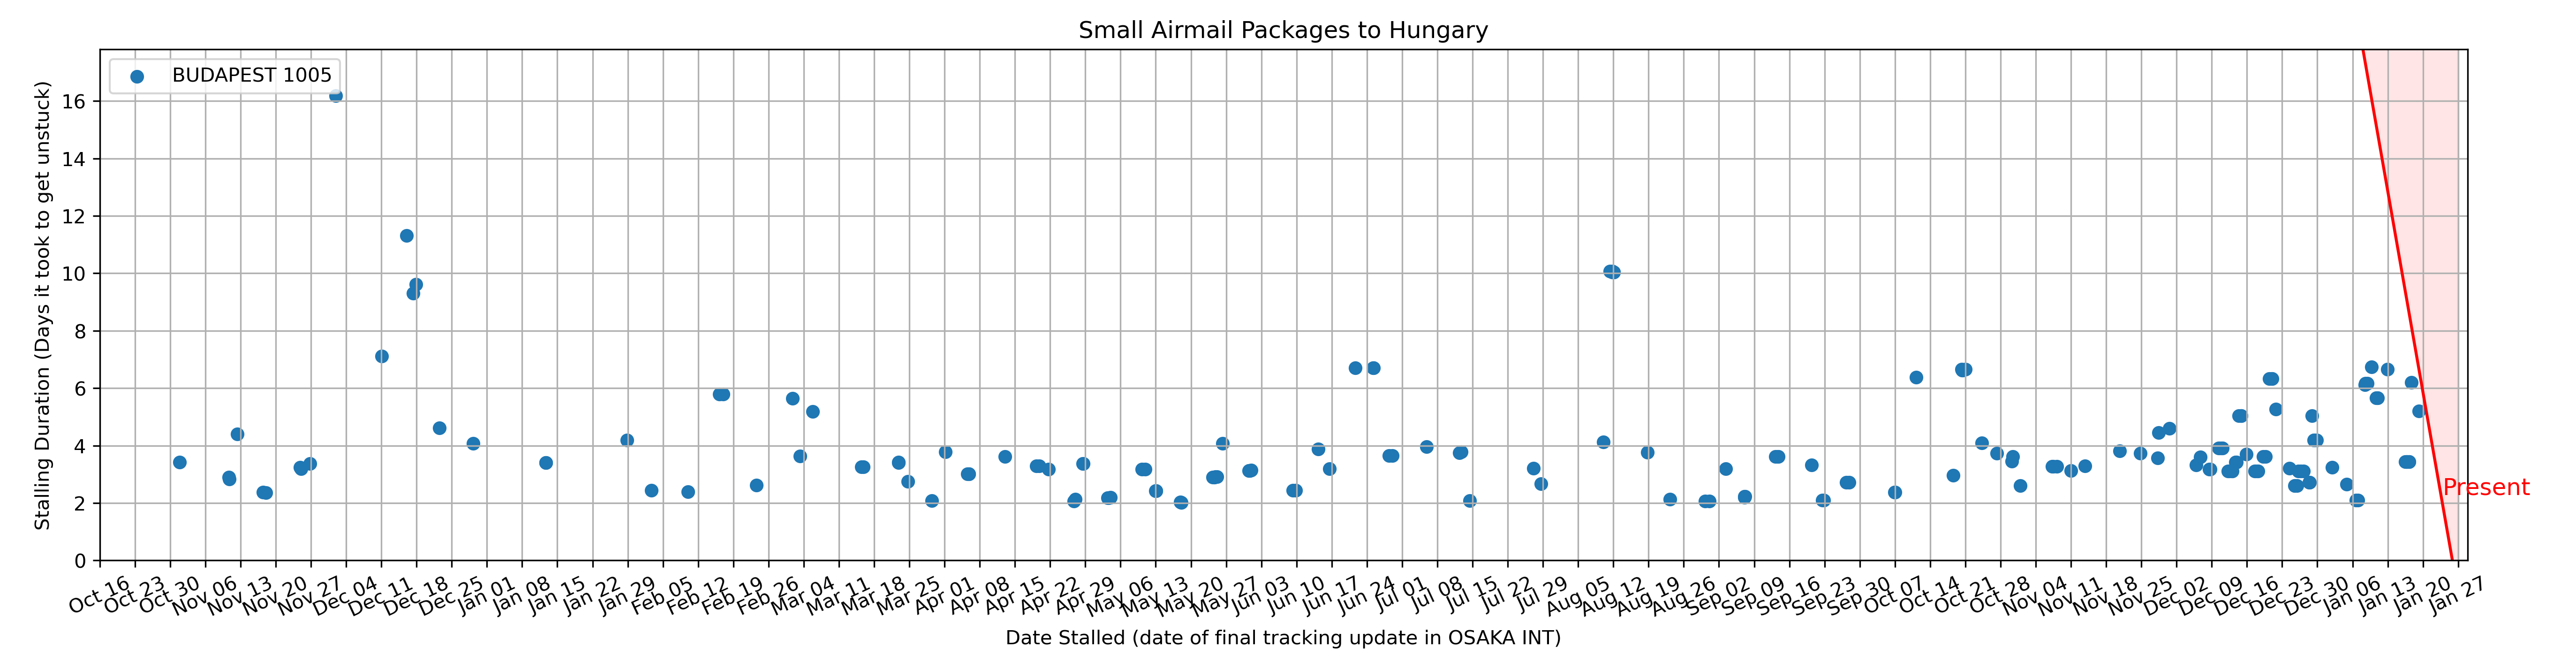 Small Airmail Packages to Hungary
BUDAPEST 1005
Stalling Duration (Days it took to get unstuck)
16
14
12
10
8
6
4
2
0
Present
Oct 16
Oct 23
Oct 30
Nov 06
Nov 13
Nov 20
Nov 27
Dec 04
Dec 11
Dec 18
Dec 25
Jan 01
Jan 08
Jan 15
Jan 22
Jan 29
Feb 05
Feb 12
Feb 19
Feb 26
Mar 04
Mar 11
Mar 18
Mar 25
Apr 01
Apr 08
Apr 15
Apr 22
Apr 29
May 06
May 13
May 20
May 27
Jun 03
Jun 10
Jun 17
Jun 24
Jul 01
Jul 08
Jul 15
Jul 22
Jul 29
Aug 05
Aug 12
Aug 19
Aug 26
Sep 02
Sep 09
Sep 16
Sep 23
Sep 30
Oct 07
Oct 14
Oct 21
Oct 28
Nov 04
Nov 11
Nov 18
Nov 25
Dec 02
Dec 09
Dec 16
Dec 23
Dec 30
Jan 06
Jan 13
Jan 20
Jan 27
Date Stalled (date of final tracking update in OSAKA INT)